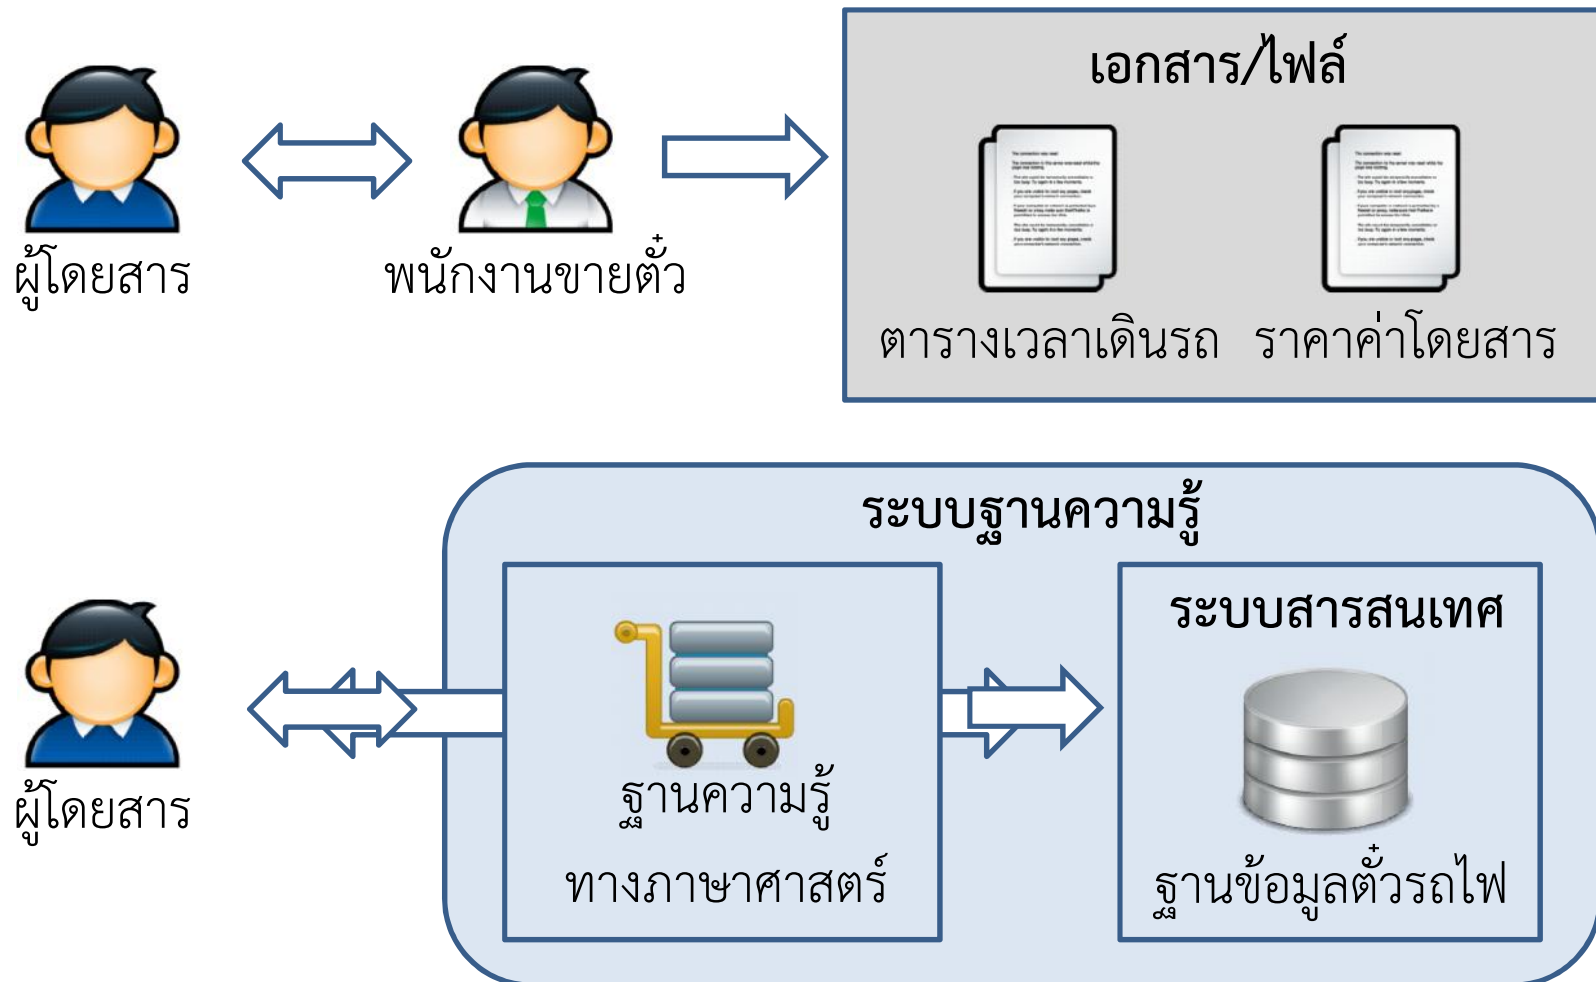 เอกสาร/ไฟล์
ผู้โดยสาร
พนักงานขายตั๋ว
ตารางเวลาเดินรถ
ราคาค่าโดยสาร
ระบบฐานความรู้
ระบบสารสนเทศ
ผู้โดยสาร
ฐานความรู้
ทางภาษาศาสตร์
ฐานข้อมูลตั๋วรถไฟ